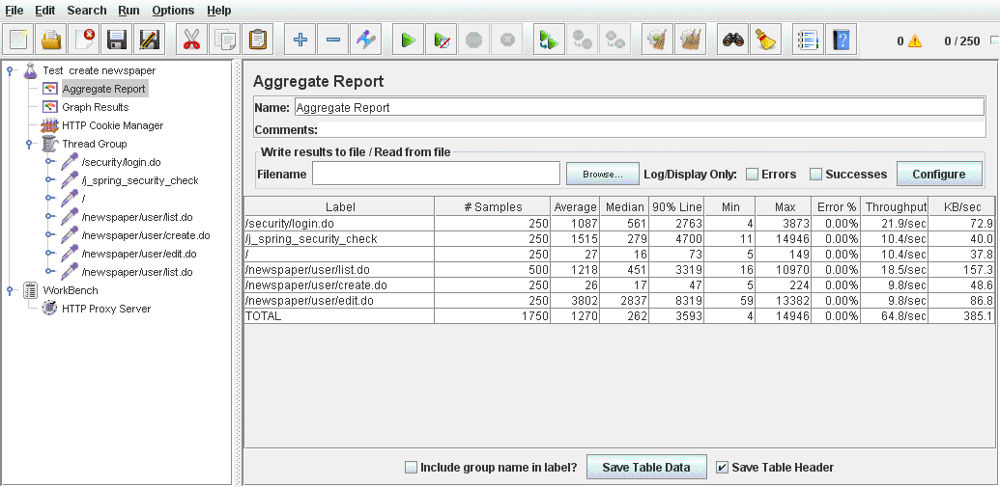 File Edit Search Run Options Help
0 0 / 250
Test create newspaper
Aggregate Report
Graph Results
HTTP Cookie Manager
Thread Group
/security/login.do
/j_spring_security_check
/
/newspaper/user/list.do
/newspaper/user/create.do
/newspaper/user/edit.do
/newspaper/user/list.do
WorkBench
HTTP Proxy Server
Aggregate Report
Name: Aggregate Report
Comments:
Write results to file / Read from file
Filename Browse... Log/Display Only: Errors Successes Configure
Label # Samples Average Median 90% Line Min Max Error % Throughput KB/sec
/security/login.do 250 1087 561 2763 4 3873 0.00% 21.9/sec 72.9
/j_spring_security_check 250 1515 279 4700 11 14946 0.00% 10.4/sec 40.0
/ 250 27 16 73 5 149 0.00% 10.4/sec 37.8
/newspaper/user/list.do 500 1218 451 3319 16 10970 0.00% 18.5/sec 157.3
/newspaper/user/create.do 250 26 17 47 5 224 0.00% 9.8/sec 48.6
/newspaper/user/edit.do 250 3802 2837 8319 59 13382 0.00% 9.8/sec 86.8
TOTAL 1750 1270 262 3593 4 14946 0.00% 64.8/sec 385.1
Include group name in label? Save Table Data Save Table Header